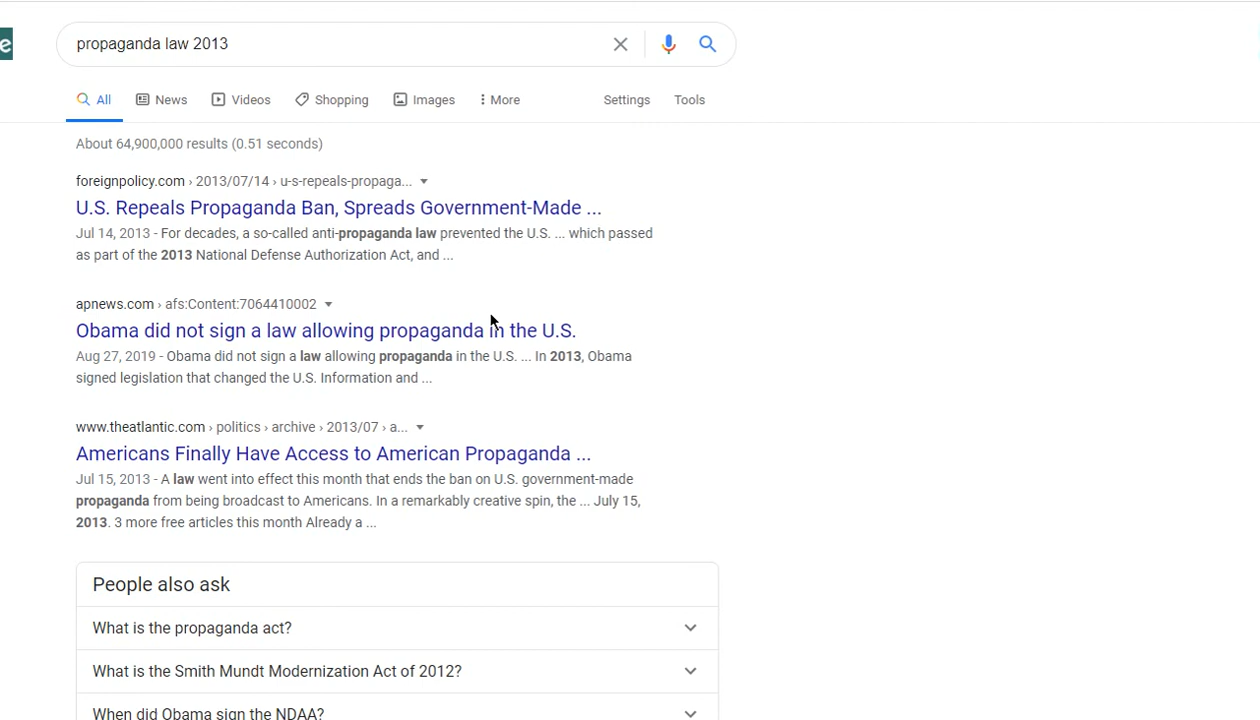 e
propaganda law 2013
All News Videos Shopping Images More Settings Tools
About 64,900,000 results (0.51 seconds)
foreignpolicy.com › 2013/07/14 › u-s-repeals-propaga...
U.S. Repeals Propaganda Ban, Spreads Government-Made ...
Jul 14, 2013 - For decades, a so-called anti-propaganda law prevented the U.S. ... which passed
as part of the 2013 National Defense Authorization Act, and ...
apnews.com › afs:Content:7064410002
Obama did not sign a law allowing propaganda in the U.S.
Aug 27, 2019 - Obama did not sign a law allowing propaganda in the U.S. ... In 2013, Obama
signed legislation that changed the U.S. Information and ...
www.theatlantic.com › politics › archive › 2013/07 › a...
Americans Finally Have Access to American Propaganda ...
Jul 15, 2013 - A law went into effect this month that ends the ban on U.S. government-made
propaganda from being broadcast to Americans. In a remarkably creative spin, the ... July 15,
2013. 3 more free articles this month Already a ...
People also ask
What is the propaganda act?
What is the Smith Mundt Modernization Act of 2012?
When did Obama sign the NDAA?